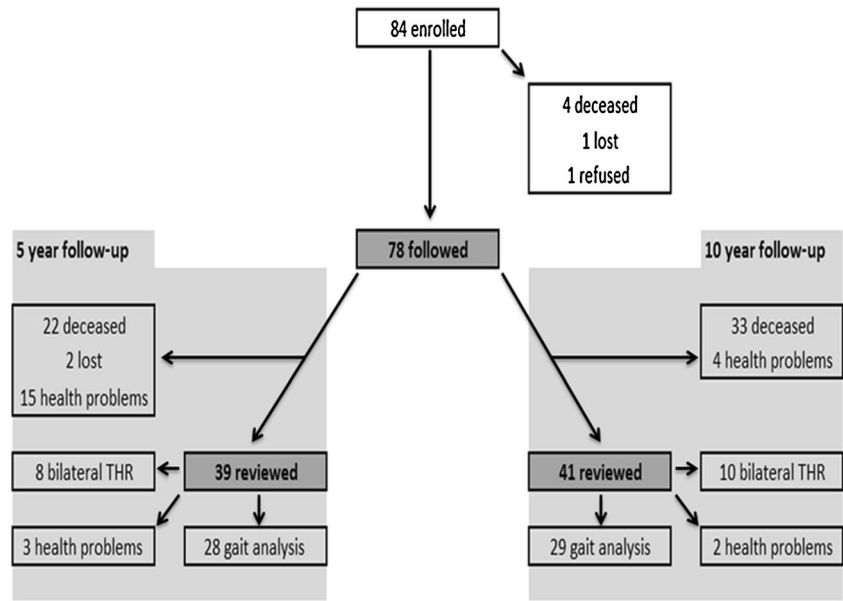 84 enrolled
4 deceased
1 lost
1 refused
78 followed
5 year follow-up
22 deceased
2 lost
15 health problems
39 reviewed
8 bilateral THR
3 health problems
28 gait analysis
10 year follow-up
33 deceased
4 health problems
41 reviewed
10 bilateral THR
29 gait analysis
2 health problems